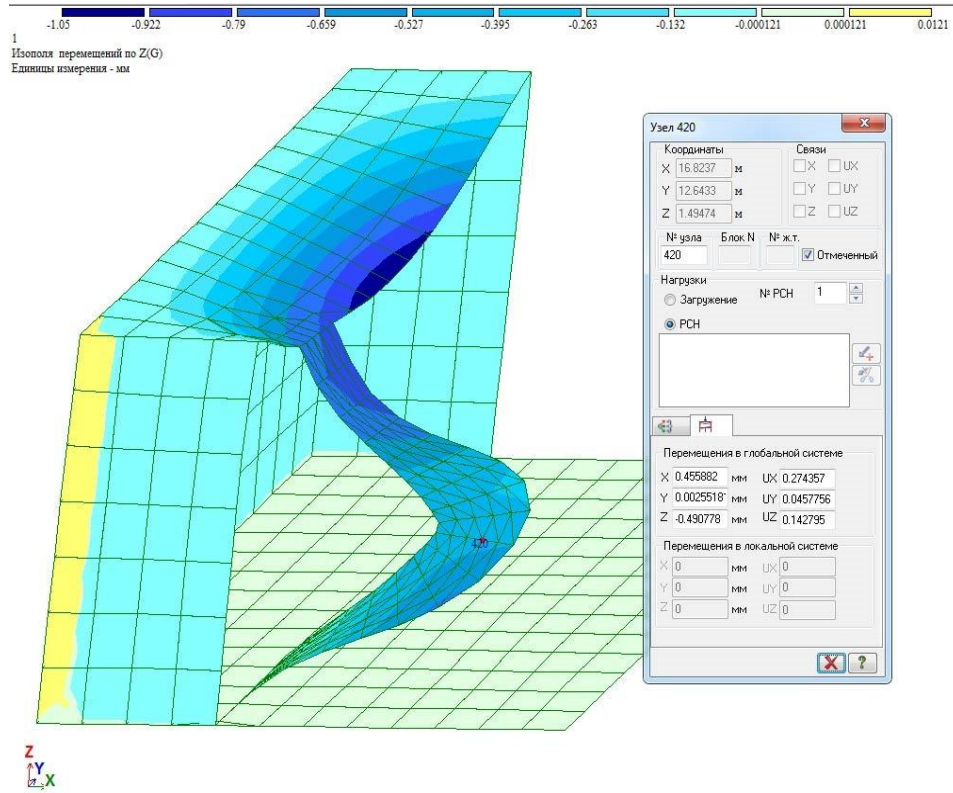 -1.05 -0.922 -0.79 -0.659 -0.527 -0.395 -0.263 -0.132 -0.000121 0.000121 0.0121
1
Изополя перемещений по Z(G)
Единицы измерения - мм
Узел 420
Координаты Связи
X 16.8237 м X UX
Y 12.6433 м Y UY
Z 1.49474 м Z UZ
№ узла Блок N № ж.т.
420 Отмеченный
Нагрузки
Загружение № РСН 1
РСН
Перемещения в глобальной системе
X 0.455882 мм UX 0.274357
Y 0.0025518 мм UY 0.0457756
Z -0.490778 мм UZ 0.142795
Перемещения в локальной системе
X 0 мм UX 0
Y 0 мм UY 0
Z 0 мм UZ 0
?
420
Z
Y
X